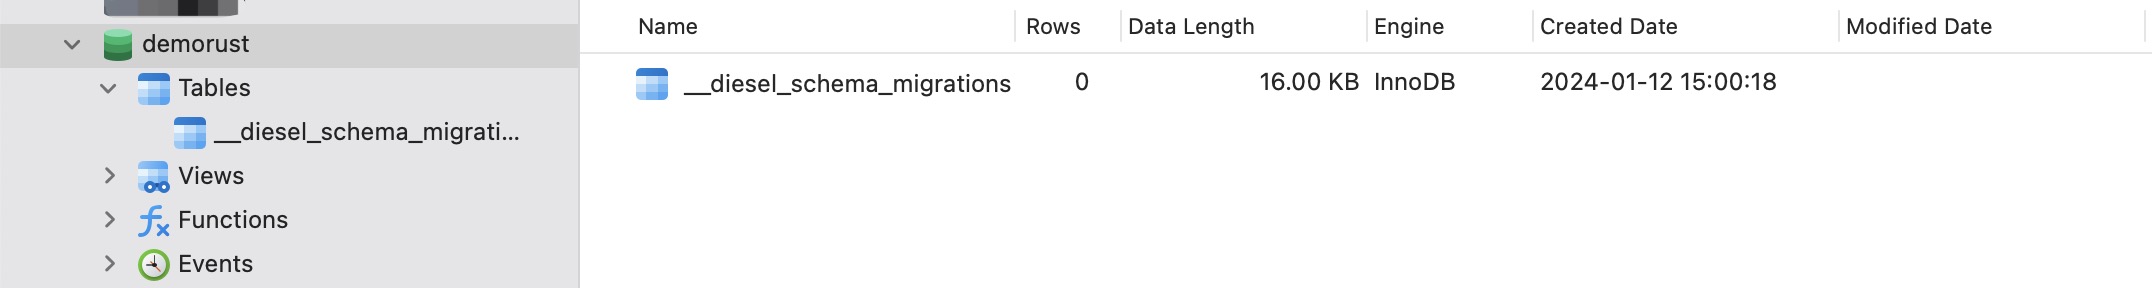 demorust
Tables
__diesel_schema_migrati...
Views
Functions
Events
Name Rows Data Length Engine Created Date Modified Date
__diesel_schema_migrations 0 16.00 KB InnoDB 2024-01-12 15:00:18